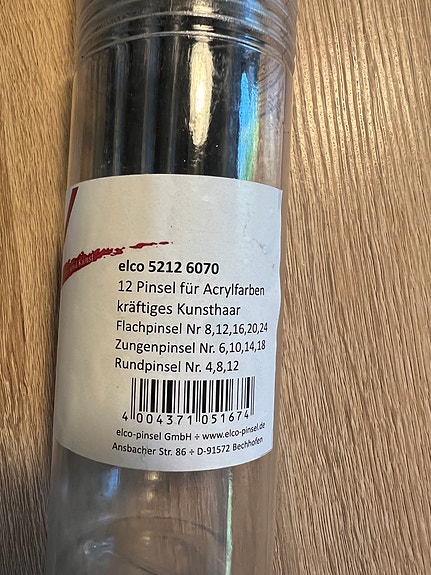 Kunst
elco 5212 6070
12 Pinsel für Acrylfarben
kräftiges Kunsthaar
Flachpinsel Nr 8,12,16,20,24
Zungenpinsel Nr. 6,10,14,18
Rundpinsel Nr. 4,8,12
4 004371 051674
elco-pinsel GmbH ÷ www.elco-pinsel.de
Ansbacher Str. 86 ÷ D-91572 Bechhofen